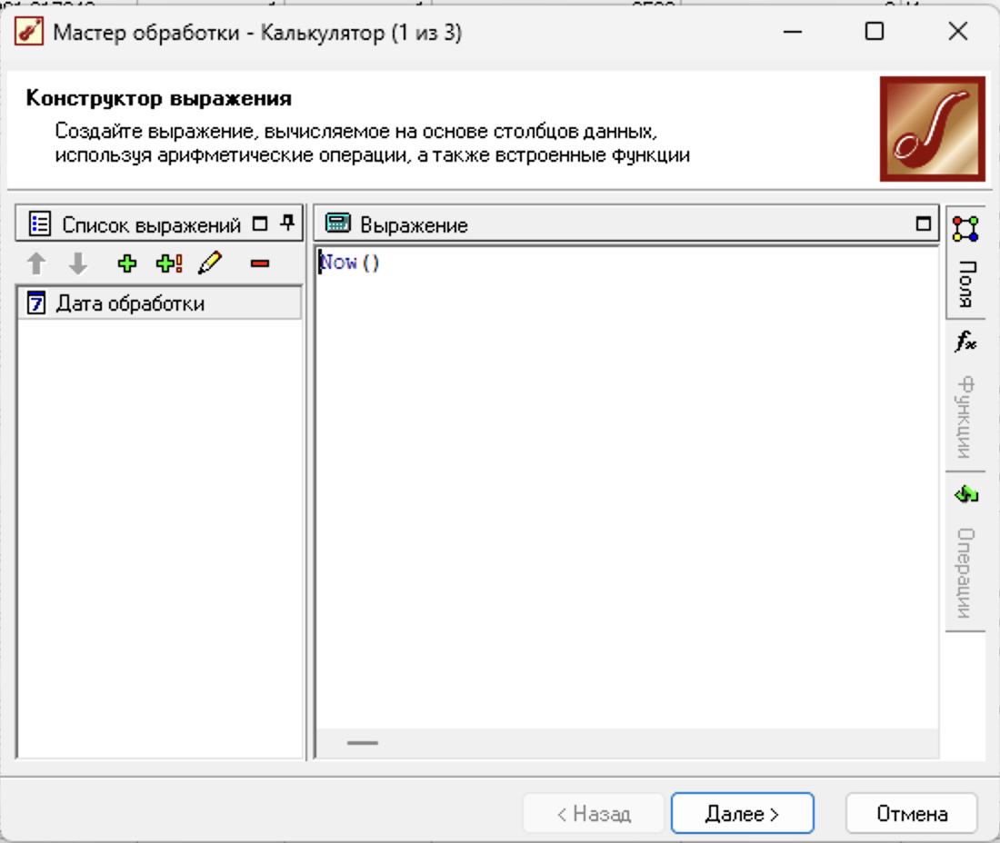 Мастер обработки - Калькулятор (1 из 3)
Конструктор выражения
Создайте выражение, вычисляемое на основе столбцов данных,
используя арифметические операции, а также встроенные функции
Список выражений
Выражение
Дата обработки
Now()
Поля
Функции
Операции
< Назад
Далее >
Отмена